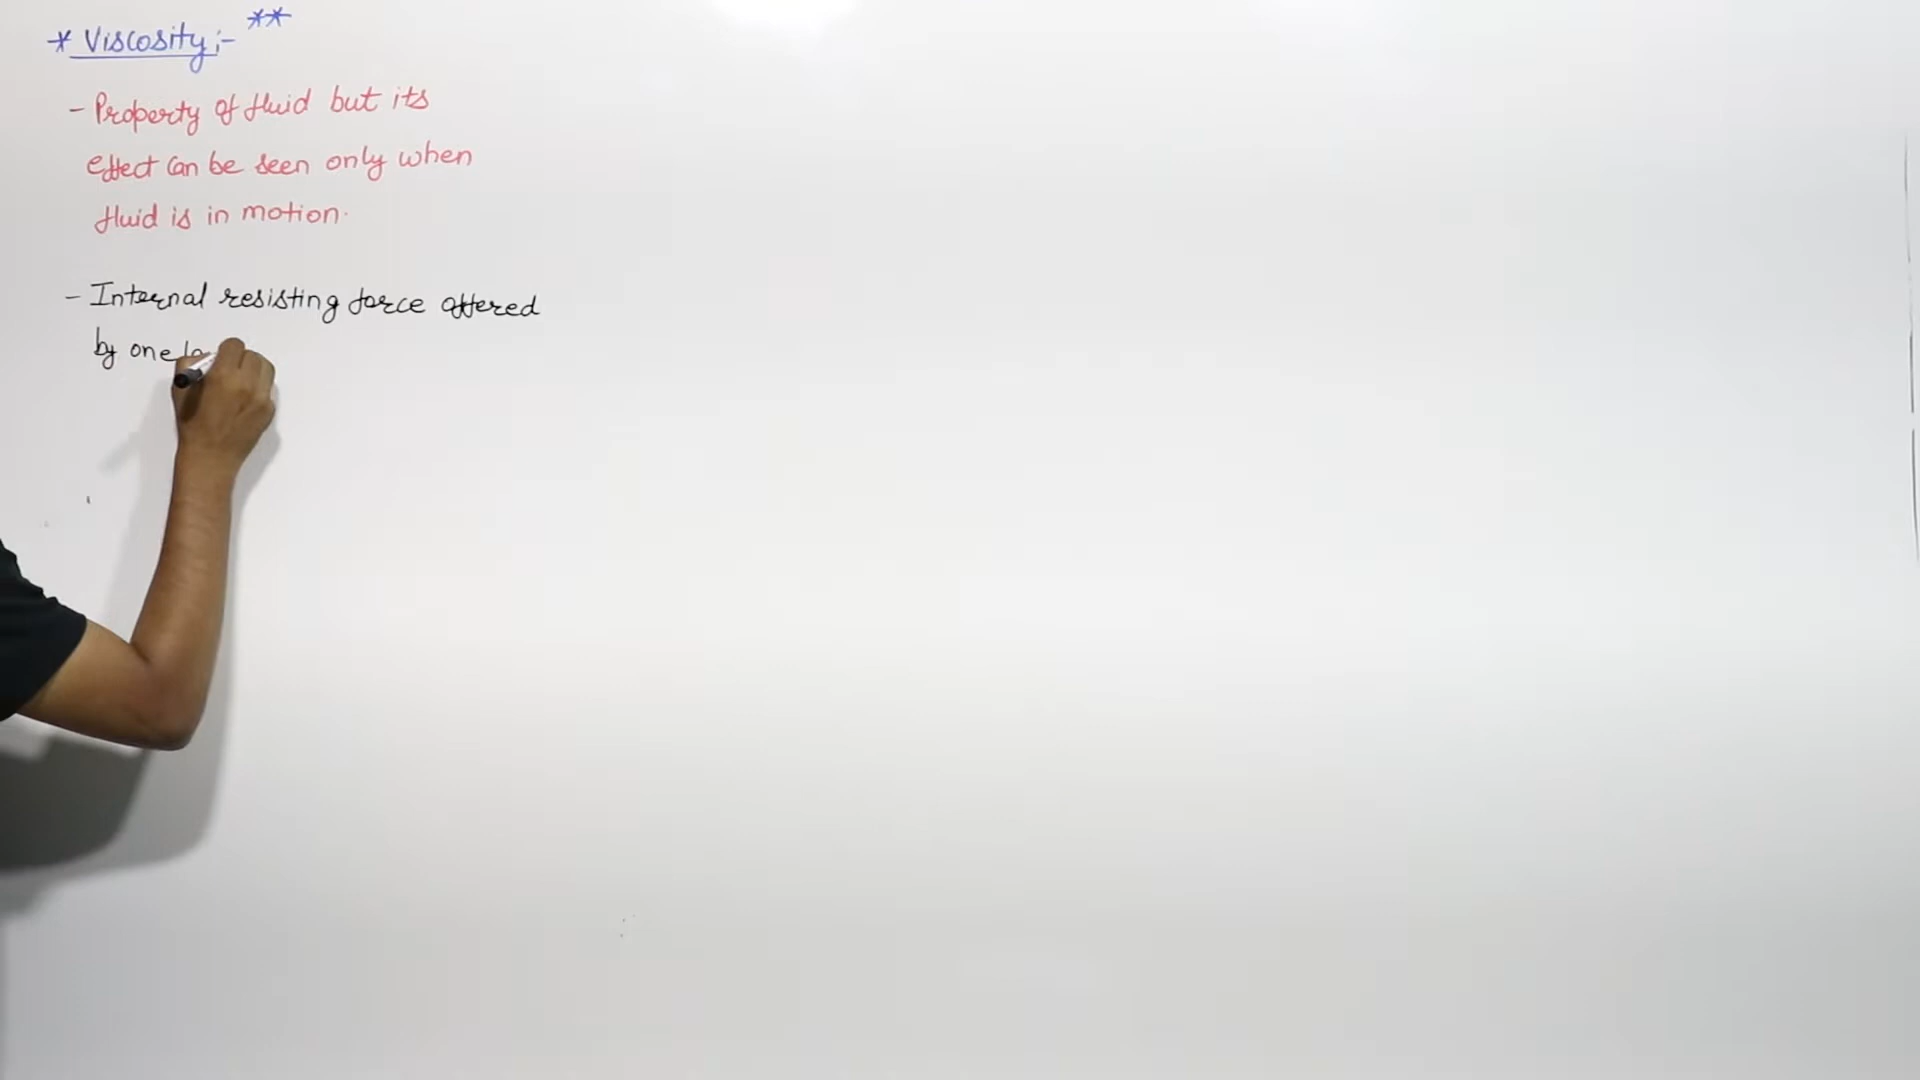 * Viscosity :- **
- Property of fluid but its
effect can be seen only when
fluid is in motion.
- Internal resisting force offered
by one